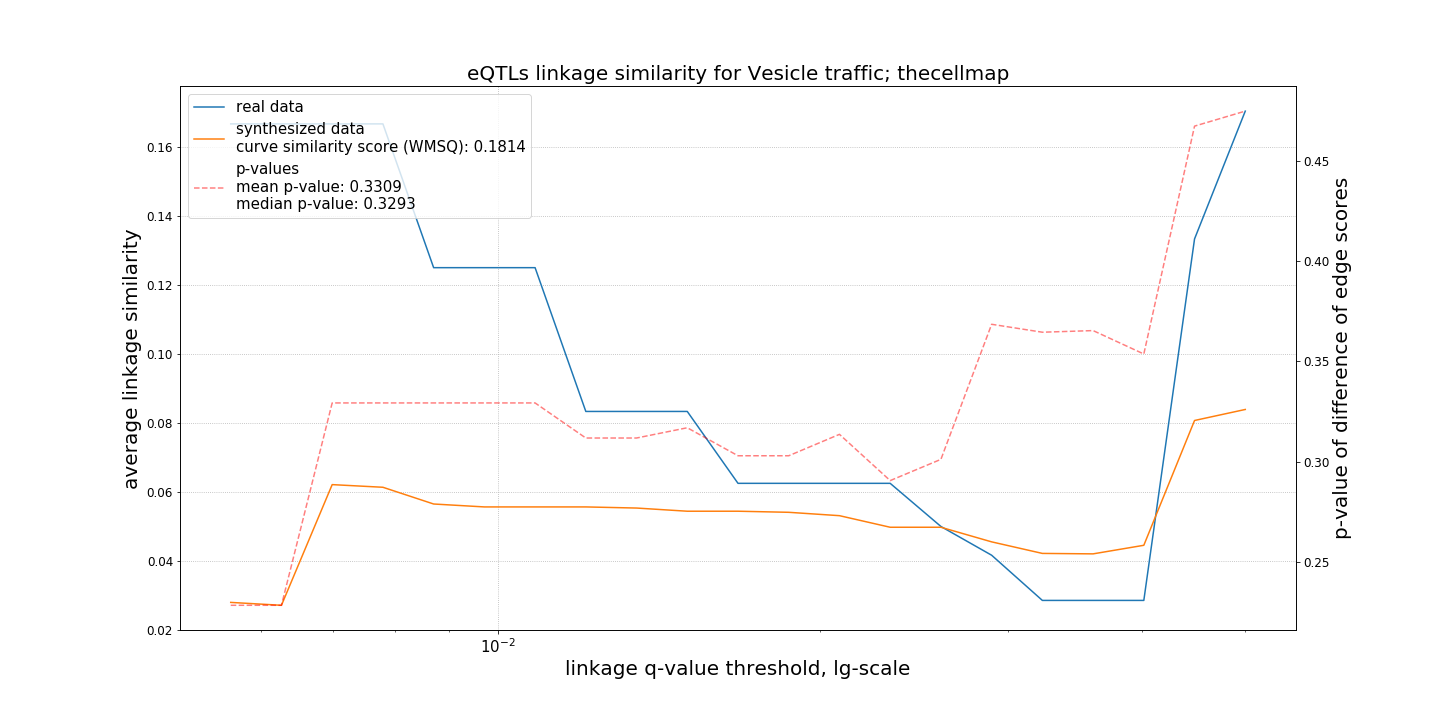 eQTLs linkage similarity for Vesicle traffic; thecellmap
real data
synthesized data
curve similarity score (WMSQ): 0.1814
p-values
mean p-value: 0.3309
median p-value: 0.3293
average linkage similarity
0.16
0.14
0.12
0.10
0.08
0.06
0.04
0.02
0.45
0.40
0.35
0.30
0.25
p-value of difference of edge scores
10⁻²
linkage q-value threshold, lg-scale